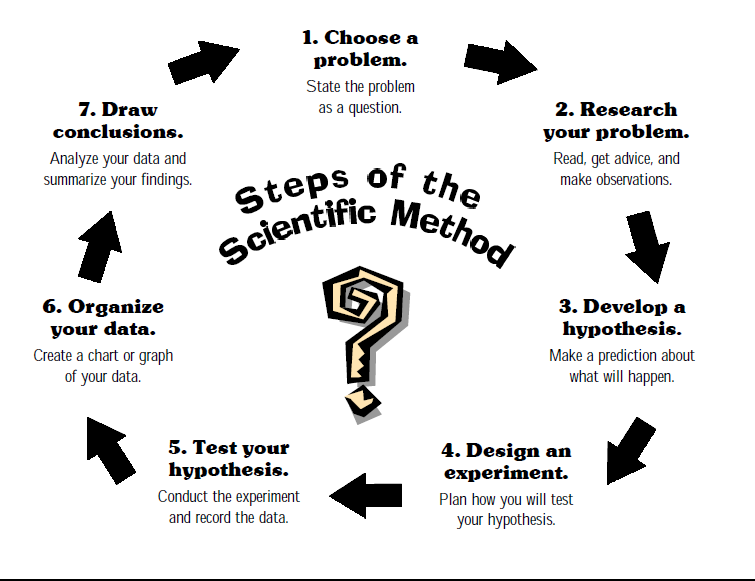 1. Choose a
problem.
State the problem
as a question.
2. Research
your problem.
Read, get advice, and
make observations.
3. Develop a
hypothesis.
Make a prediction about
what will happen.
4. Design an
experiment.
Plan how you will test
your hypothesis.
5. Test your
hypothesis.
Conduct the experiment
and record the data.
6. Organize
your data.
Create a chart or graph
of your data.
7. Draw
conclusions.
Analyze your data and
summarize your findings.
Steps of the
Scientific Method
?